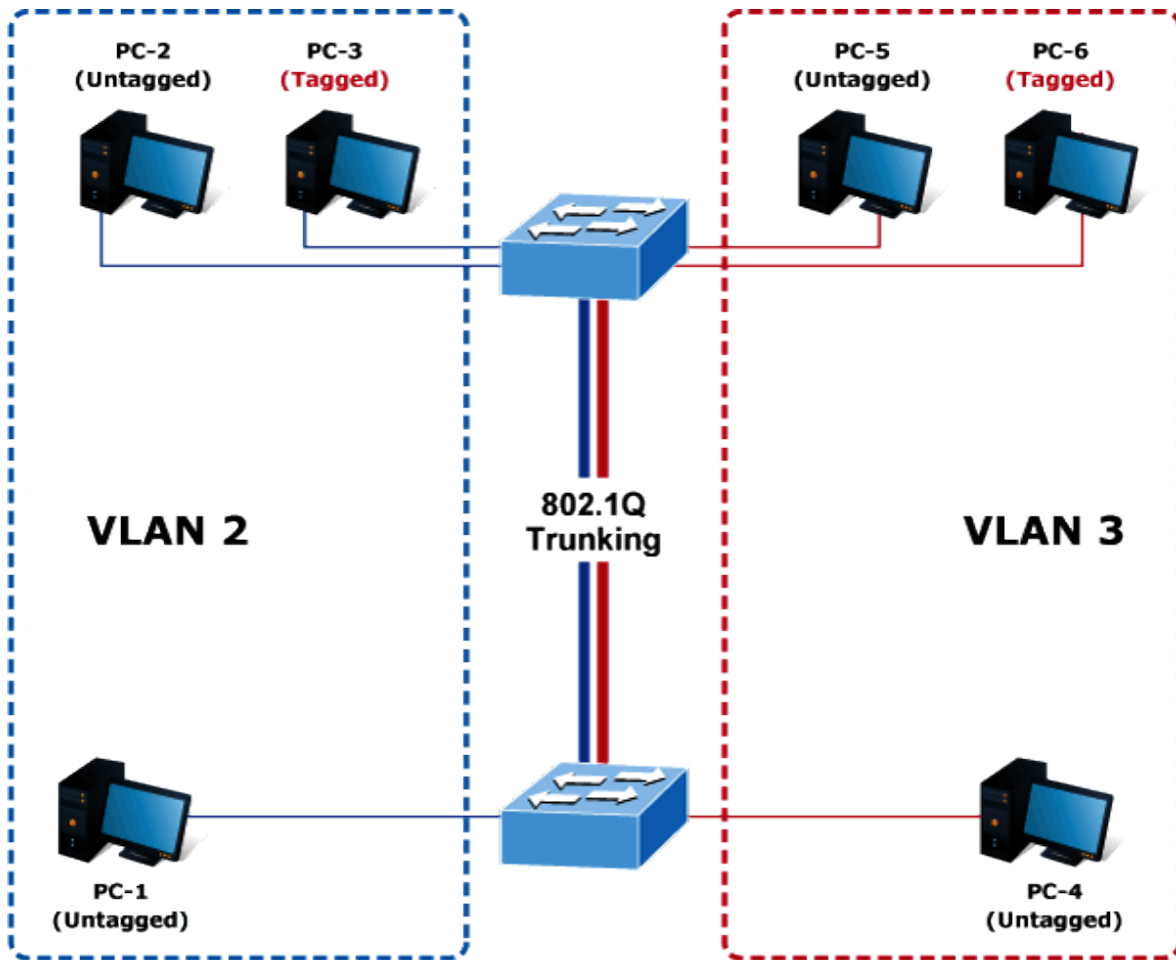 PC-2
(Untagged)
PC-3
(Tagged)
PC-5
(Untagged)
PC-6
(Tagged)
VLAN 2
802.1Q
Trunking
VLAN 3
PC-1
(Untagged)
PC-4
(Untagged)